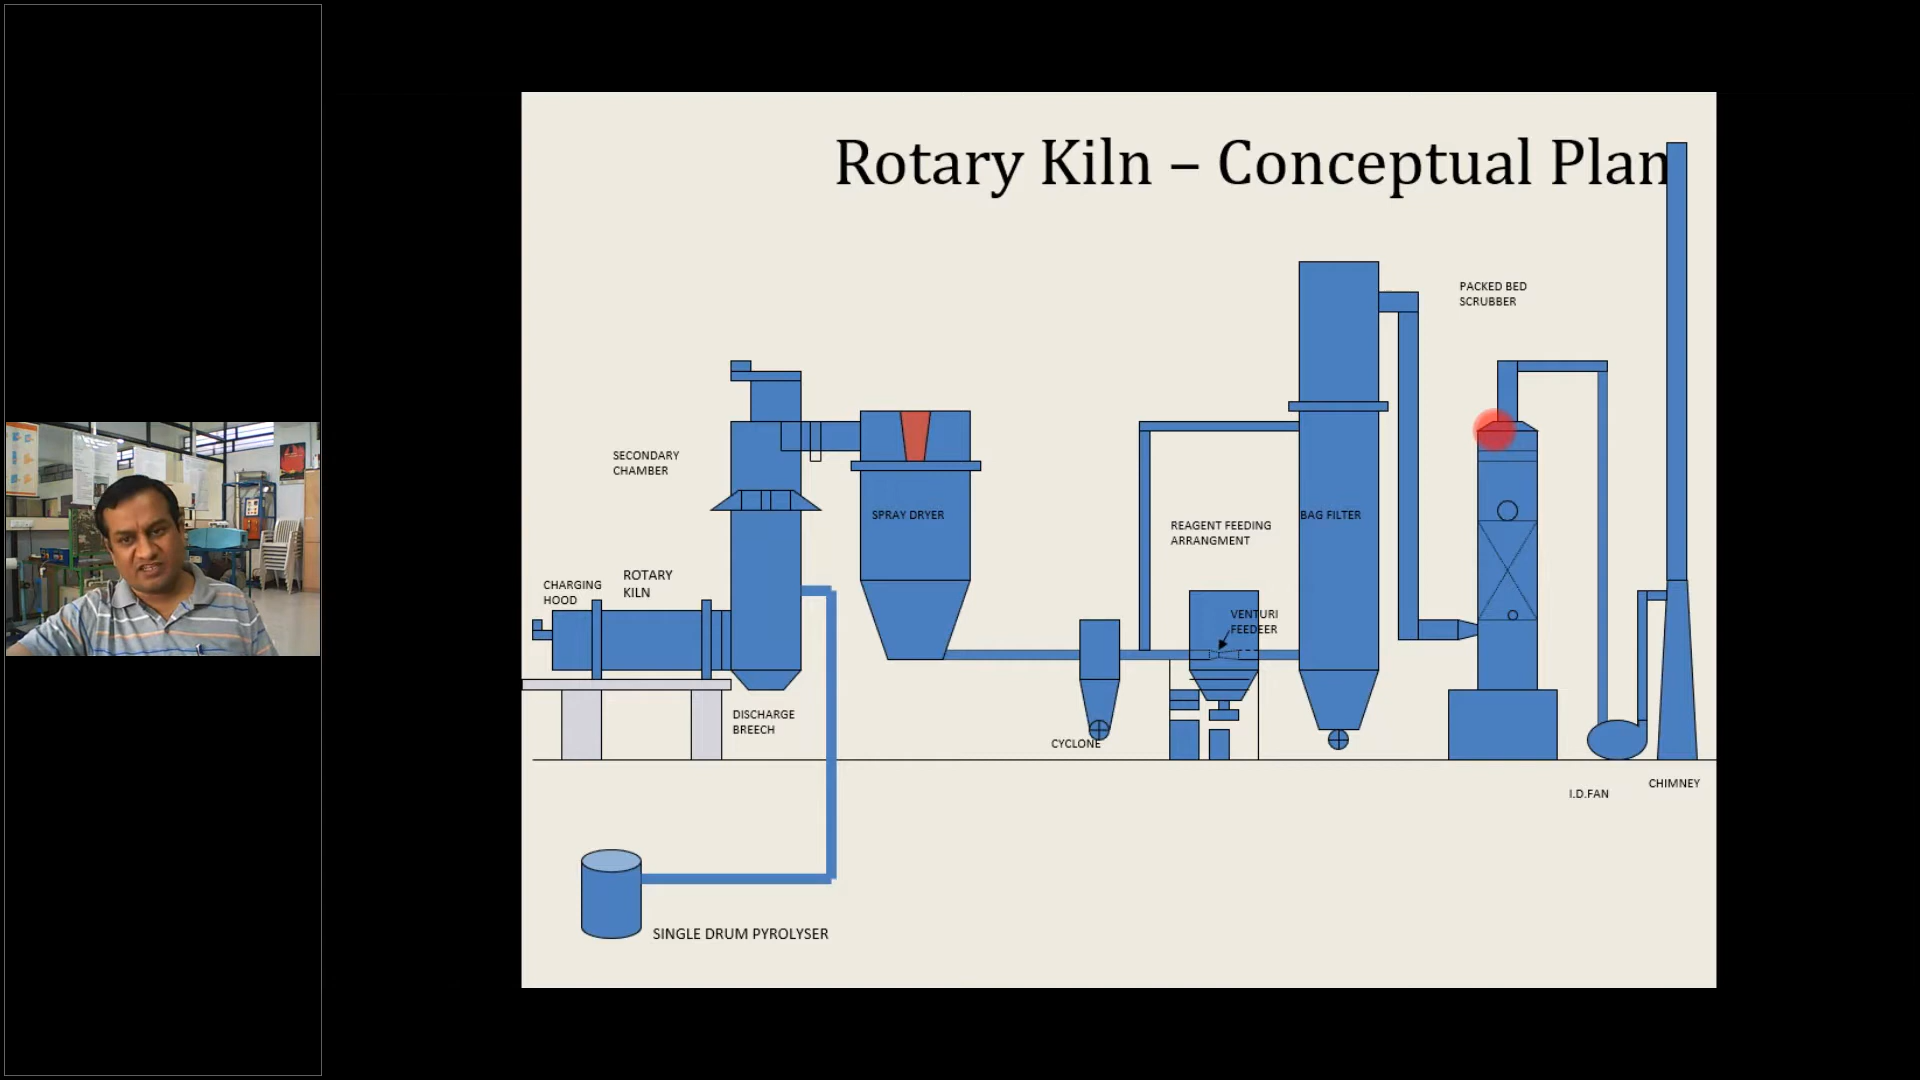 Rotary Kiln – Conceptual Plan
PACKED BED
SCRUBBER
SECONDARY
CHAMBER
SPRAY DRYER
REAGENT FEEDING
ARRANGMENT
BAG FILTER
CHARGING
HOOD
ROTARY
KILN
VENTURI
FEEDEER
DISCHARGE
BREECH
CYCLONE
I.D.FAN
CHIMNEY
SINGLE DRUM PYROLYSER